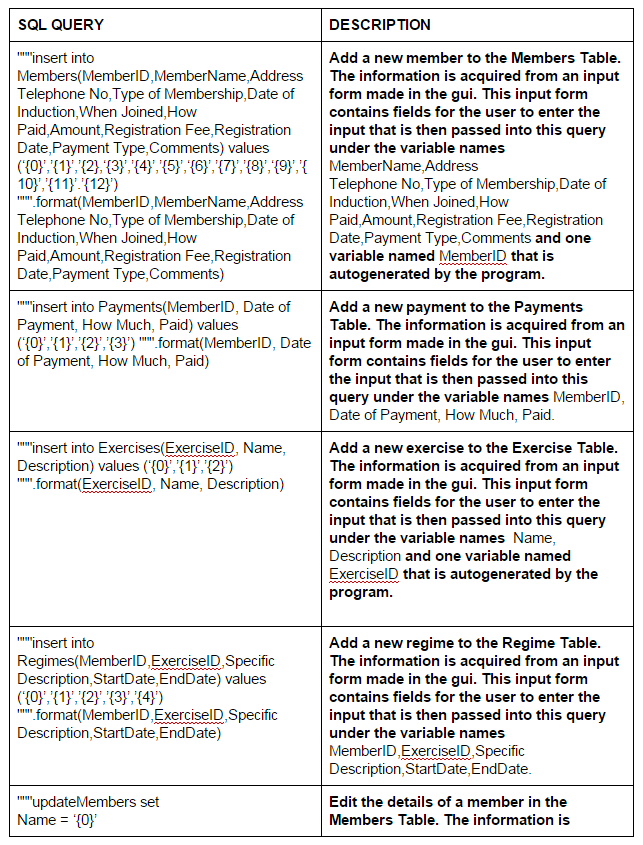 SQL QUERY
DESCRIPTION
"""insert into
Members(MemberID,MemberName,Address
Telephone No,Type of Membership,Date of
Induction,When Joined,How
Paid,Amount,Registration Fee,Registration
Date,Payment Type,Comments) values
(‘{0}’,’{1}’,’{2},’{3}’,’{4}’,’{5}’,’{6}’,’{7}’,’{8}’,’{9}’,’{
10}’,’{11}’.’{12}’)
""".format(MemberID,MemberName,Address
Telephone No,Type of Membership,Date of
Induction,When Joined,How
Paid,Amount,Registration Fee,Registration
Date,Payment Type,Comments)
Add a new member to the Members Table.
The information is acquired from an input
form made in the gui. This input form
contains fields for the user to enter the
input that is then passed into this query
under the variable names
MemberName,Address
Telephone No,Type of Membership,Date of
Induction,When Joined,How
Paid,Amount,Registration Fee,Registration
Date,Payment Type,Comments and one
variable named MemberID that is
autogenerated by the program.
"""insert into Payments(MemberID, Date of
Payment, How Much, Paid) values
(‘{0}’,’{1}’,’{2}’,’{3}’) """.format(MemberID, Date
of Payment, How Much, Paid)
Add a new payment to the Payments
Table. The information is acquired from an
input form made in the gui. This input
form contains fields for the user to enter
the input that is then passed into this
query under the variable names MemberID,
Date of Payment, How Much, Paid.
"""insert into Exercises(ExerciseID, Name,
Description) values (‘{0}’,’{1}’,’{2}’)
""".format(ExerciseID, Name, Description)
Add a new exercise to the Exercise Table.
The information is acquired from an input
form made in the gui. This input form
contains fields for the user to enter the
input that is then passed into this query
under the variable names  Name,
Description and one variable named
ExerciseID that is autogenerated by the
program.
"""insert into
Regimes(MemberID,ExerciseID,Specific
Description,StartDate,EndDate) values
(‘{0}’,’{1}’,’{2}’,’{3}’,’{4}’)
""".format(MemberID,ExerciseID,Specific
Description,StartDate,EndDate)
Add a new regime to the Regime Table.
The information is acquired from an input
form made in the gui. This input form
contains fields for the user to enter the
input that is then passed into this query
under the variable names
MemberID,ExerciseID,Specific
Description,StartDate,EndDate.
"""updateMembers set
Name = ‘{0}’
Edit the details of a member in the
Members Table. The information is